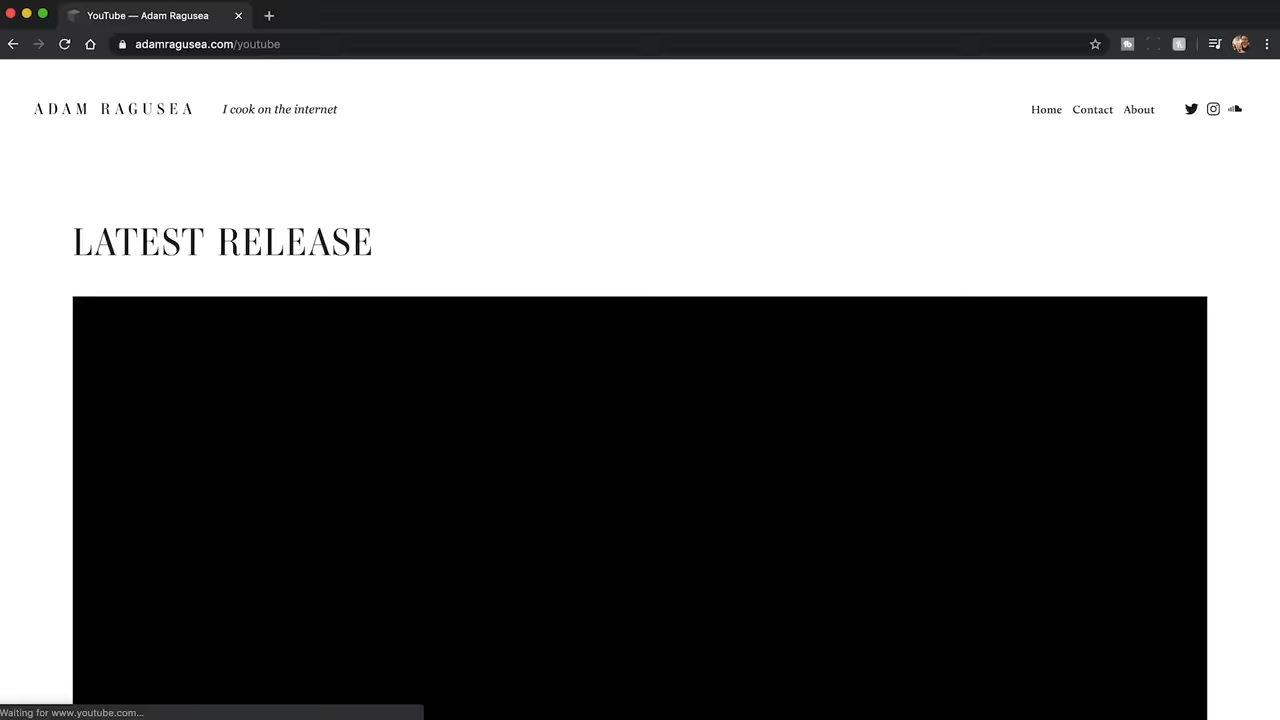 YouTube — Adam Ragusea
adamragusea.com/youtube
ADAM RAGUSEA
I cook on the internet
Home Contact About
LATEST RELEASE
Waiting for www.youtube.com...